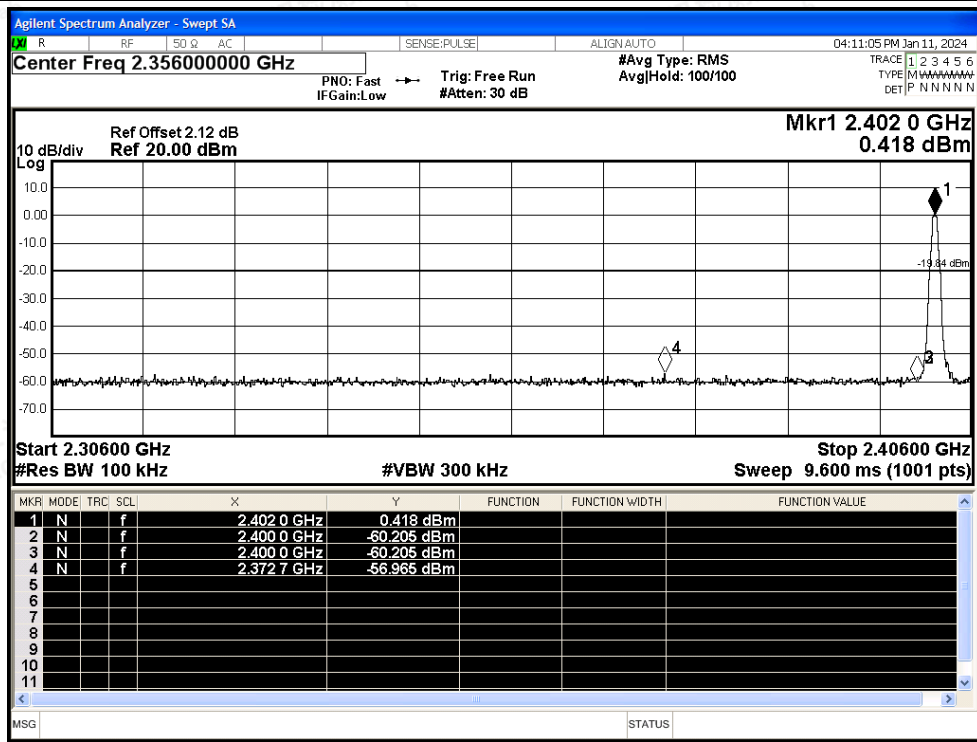 Agilent Spectrum Analyzer - Swept SA
LXI R RF 50 Ω AC SENSE:PULSE ALIGN AUTO 04:11:05 PM Jan 11, 2024
Center Freq 2.356000000 GHz
PNO: Fast
IFGain:Low
Trig: Free Run
#Atten: 30 dB
#Avg Type: RMS
Avg|Hold: 100/100
TRACE 1 2 3 4 5 6
TYPE M
DET P N N N N N
Mkr1 2.402 0 GHz
0.418 dBm
Ref Offset 2.12 dB
10 dB/div Ref 20.00 dBm
Log
10.0
0.00
-10.0
-20.0
-30.0
-40.0
-50.0
-60.0
-70.0
1
-19.84 dBm
4
3
Start 2.30600 GHz Stop 2.40600 GHz
#Res BW 100 kHz #VBW 300 kHz Sweep 9.600 ms (1001 pts)
MKR MODE TRC SCL X Y FUNCTION FUNCTION WIDTH FUNCTION VALUE
1 N f 2.402 0 GHz 0.418 dBm
2 N f 2.400 0 GHz -60.205 dBm
3 N f 2.400 0 GHz -60.205 dBm
4 N f 2.372 7 GHz -56.965 dBm
5
6
7
8
9
10
11
MSG STATUS